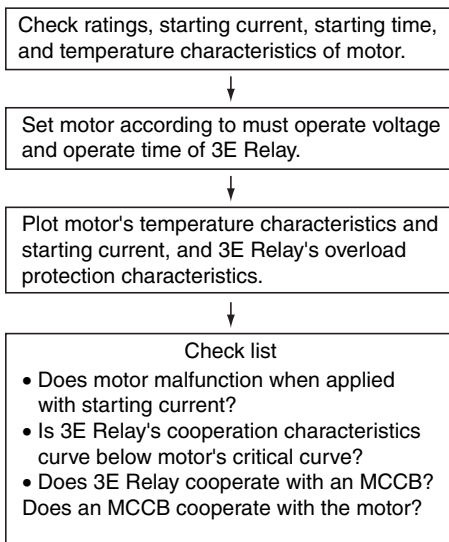 Check ratings, starting current, starting time,
and temperature characteristics of motor.
Set motor according to must operate voltage
and operate time of 3E Relay.
Plot motor's temperature characteristics and
starting current, and 3E Relay's overload
protection characteristics.
Check list
• Does motor malfunction when applied
with starting current?
• Is 3E Relay's cooperation characteristics
curve below motor's critical curve?
• Does 3E Relay cooperate with an MCCB?
Does an MCCB cooperate with the motor?